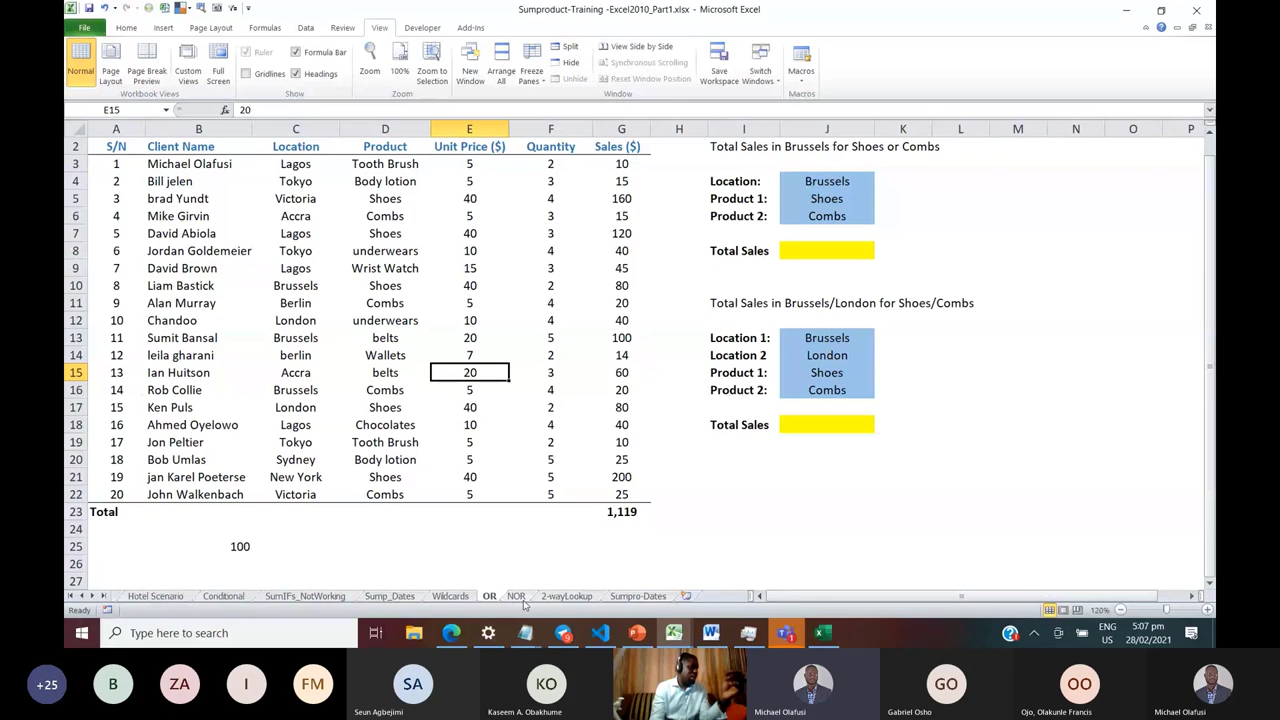 Sumproduct-Training -Excel2010_Part1.xlsx - Microsoft Excel
File Home Insert Page Layout Formulas Data Review View Developer Add-Ins
Normal Page Layout Page Break Preview Custom Views Full Screen
Workbook Views
Ruler Formula Bar
Gridlines Headings
Show
Zoom 100% Zoom to Selection
Zoom
New Window Arrange All Freeze Panes
Split
Hide
Unhide
View Side by Side
Synchronous Scrolling
Reset Window Position
Window
Save Workspace Switch Windows
Macros
Macros
E15 fx 20
A B C D E F G H I J K L M N O P
2 S/N Client Name Location Product Unit Price ($) Quantity Sales ($) Total Sales in Brussels for Shoes or Combs
3 1 Michael Olafusi Lagos Tooth Brush 5 2 10
4 2 Bill jelen Tokyo Body lotion 5 3 15 Location: Brussels
5 3 brad Yundt Victoria Shoes 40 4 160 Product 1: Shoes
6 4 Mike Girvin Accra Combs 5 3 15 Product 2: Combs
7 5 David Abiola Lagos Shoes 40 3 120
8 6 Jordan Goldemeier Tokyo underwears 10 4 40 Total Sales
9 7 David Brown Lagos Wrist Watch 15 3 45
10 8 Liam Bastick Brussels Shoes 40 2 80
11 9 Alan Murray Berlin Combs 5 4 20 Total Sales in Brussels/London for Shoes/Combs
12 10 Chandoo London underwears 10 4 40
13 11 Sumit Bansal Brussels belts 20 5 100 Location 1: Brussels
14 12 leila gharani berlin Wallets 7 2 14 Location 2 London
15 13 Ian Huitson Accra belts 20 3 60 Product 1: Shoes
16 14 Rob Collie Brussels Combs 5 4 20 Product 2: Combs
17 15 Ken Puls London Shoes 40 2 80
18 16 Ahmed Oyelowo Lagos Chocolates 10 4 40 Total Sales
19 17 Jon Peltier Tokyo Tooth Brush 5 2 10
20 18 Bob Umlas Sydney Body lotion 5 5 25
21 19 jan Karel Poeterse New York Shoes 40 5 200
22 20 John Walkenbach Victoria Combs 5 5 25
23 Total 1,119
24
25 100
26
27
Hotel Scenario Conditional SumIFs_NotWorking Sump_Dates Wildcards OR NOR 2-wayLookup Sumpro-Dates
Ready 120%
Type here to search
ENG US
5:07 pm
28/02/2021
+25 B ZA I FM SA KO GO OO
Seun Agbejimi Kaseem A. Obakhume Michael Olafusi Gabriel Osho Ojo, Olakunle Francis Michael Olafusi